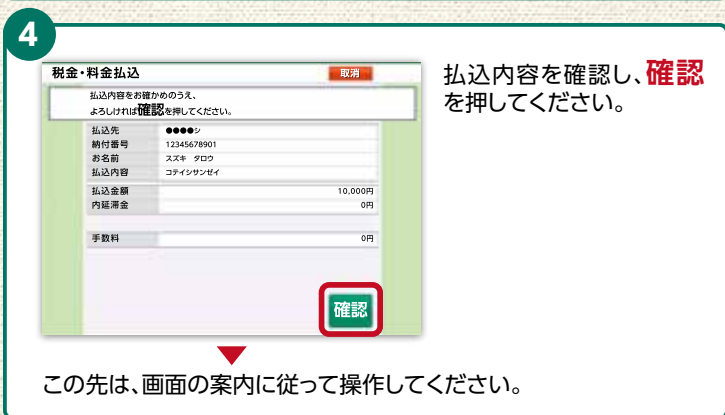 4
税金・料金払込
取消
払込内容をお確かめのうえ、
よろしければ確認を押してください。
払込先 ●●●●シ
納付番号 12345678901
お名前 スズキ タロウ
払込内容 コテイシサンゼイ
払込金額 10,000円
内延滞金 0円
手数料 0円
確認
払込内容を確認し、確認
を押してください。
この先は、画面の案内に従って操作してください。